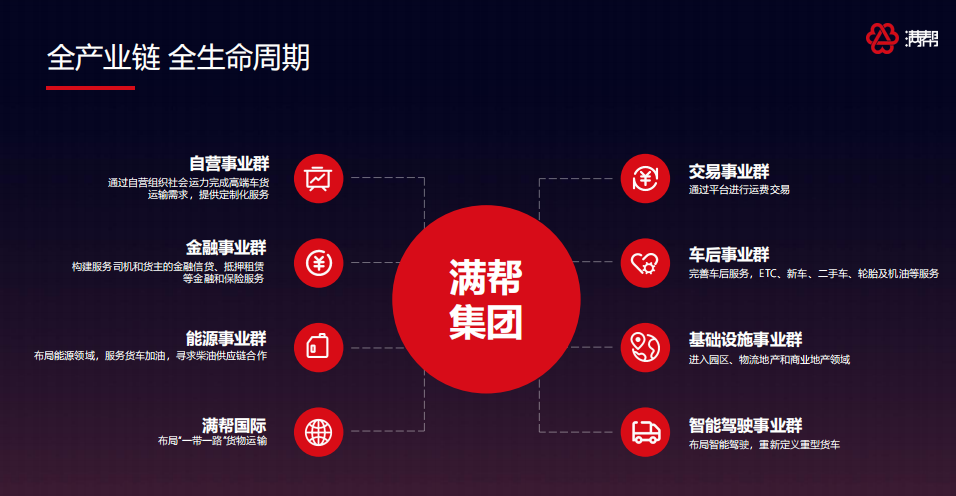 全产业链 全生命周期
满帮
自营事业群
通过自营组织社会运力完成高端车货
运输需求，提供定制化服务
金融事业群
构建服务司机和货主的金融信贷、抵押租赁
等金融和保险服务
能源事业群
布局能源领域，服务货车加油，寻求柴油供应链合作
满帮国际
布局“一带一路”货物运输
满帮
集团
交易事业群
通过平台进行运费交易
车后事业群
完善车后服务，ETC、新车、二手车、轮胎及机油等服务
基础设施事业群
进入园区、物流地产和商业地产领域
智能驾驶事业群
布局智能驾驶，重新定义重型货车